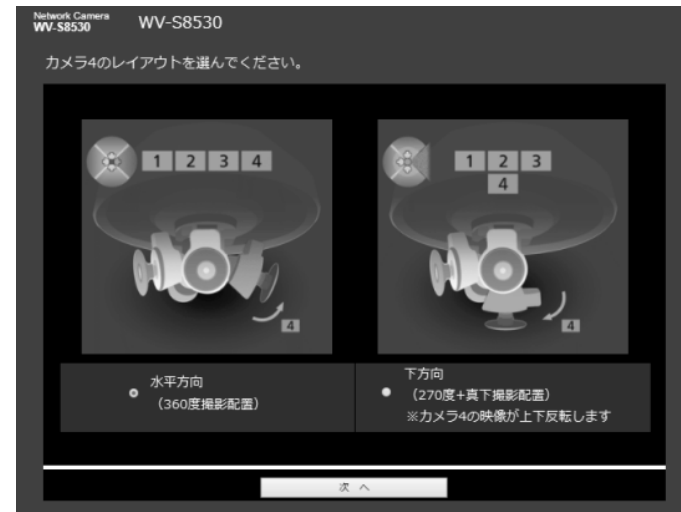 Network Camera
WV-S8530
WV-S8530
カメラ4のレイアウトを選んでください。
1 2 3 4
4
1 2 3
4
4
水平方向
（360度撮影配置）
下方向
（270度+真下撮影配置）
※カメラ4の映像が上下反転します
次 へ